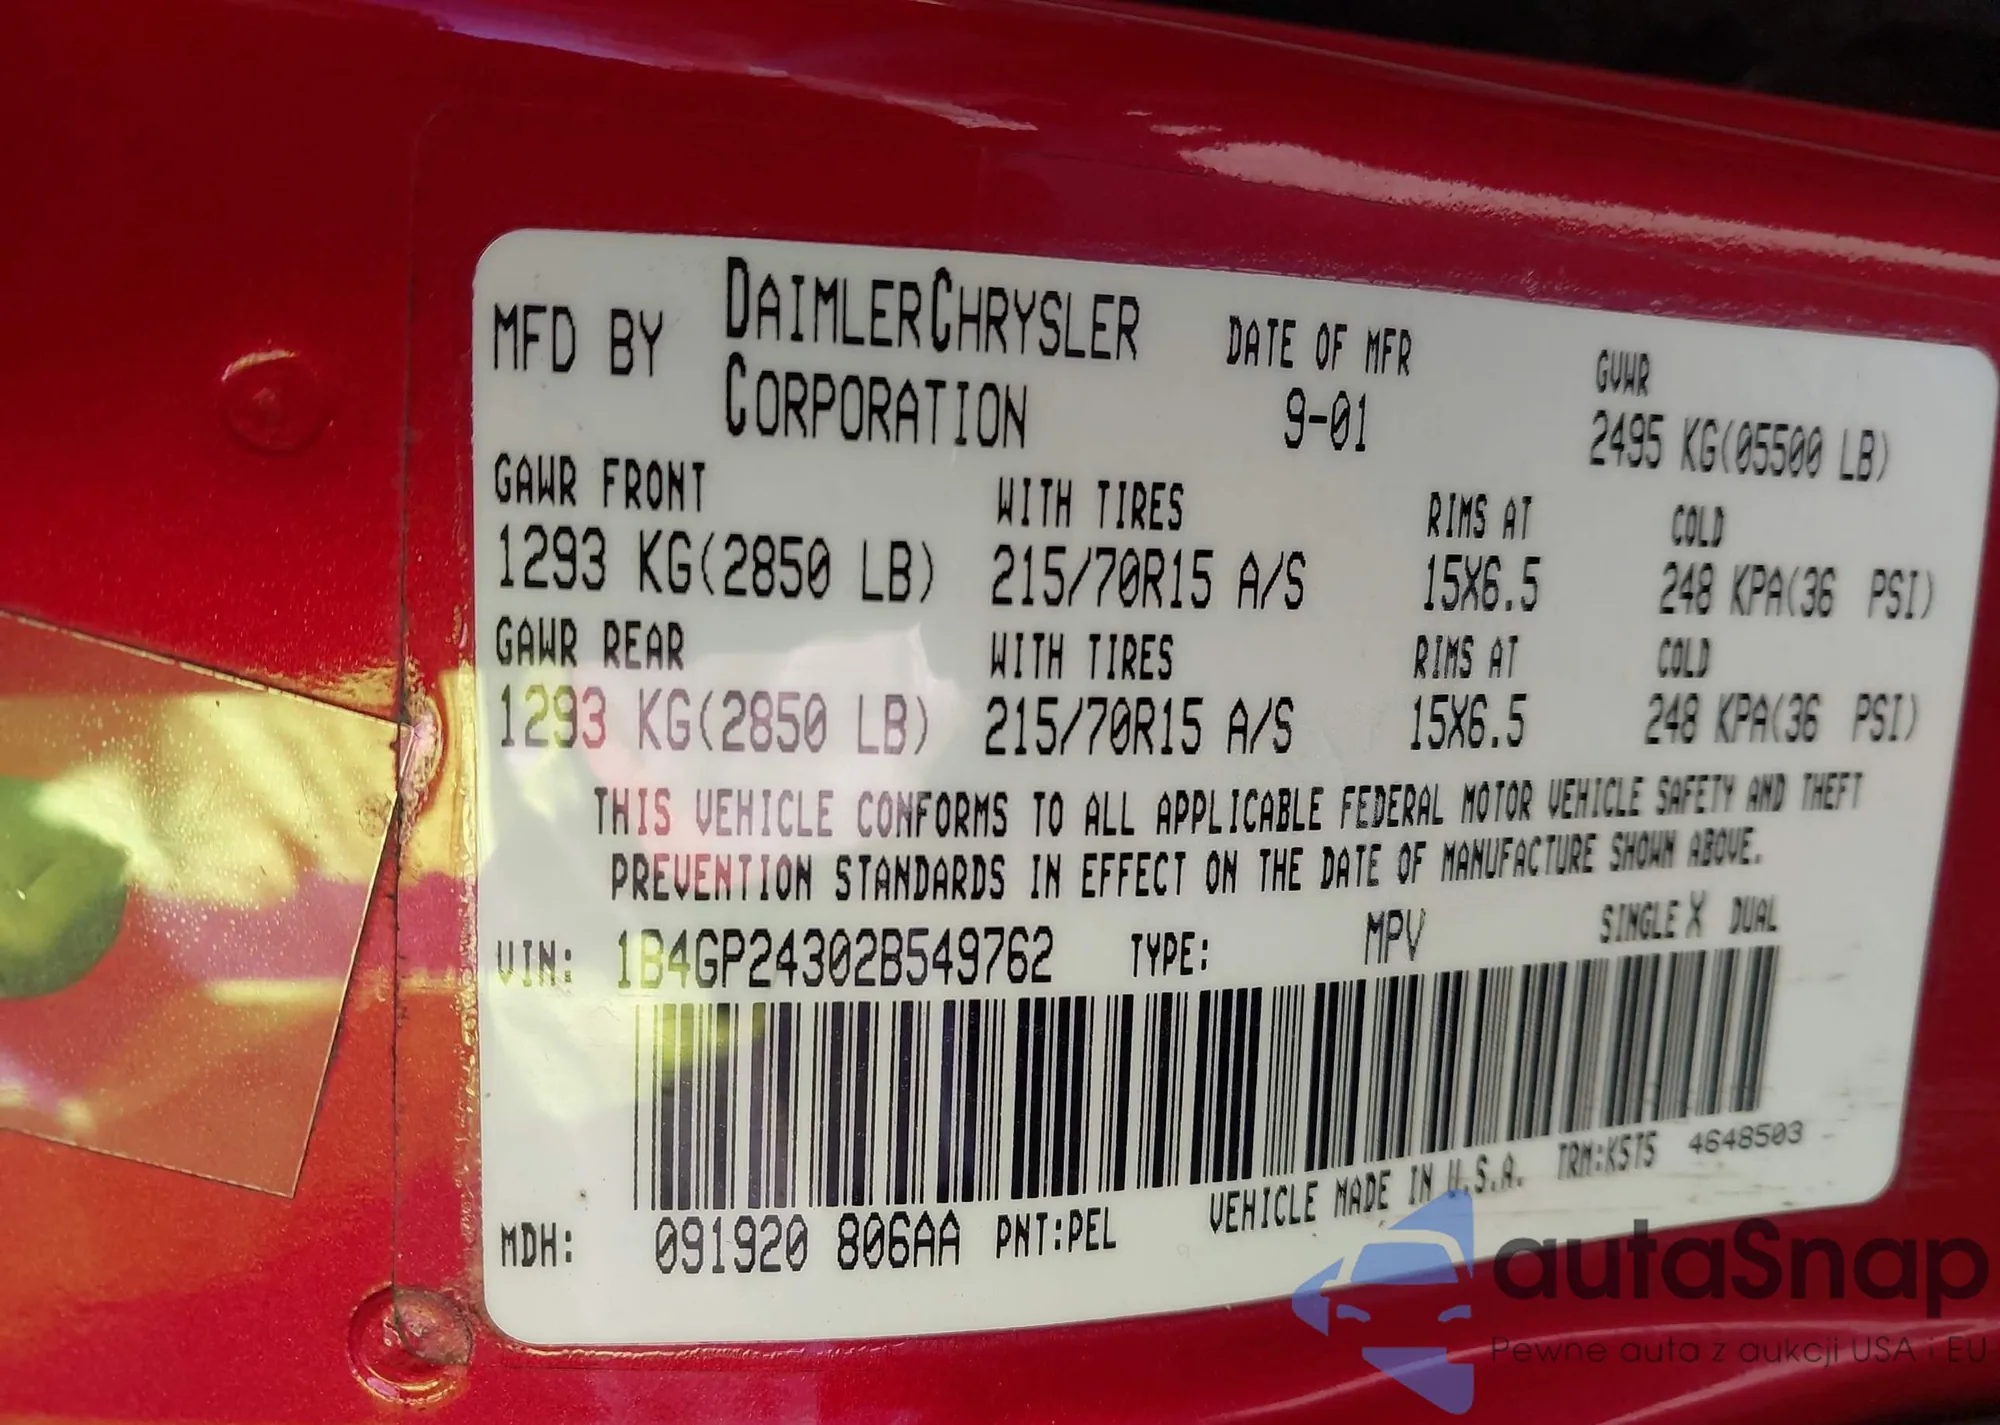 MFD BY DAIMLERCHRYSLER CORPORATION
DATE OF MFR 9-01
GVWR 2495 KG(05500 LB)
GAWR FRONT WITH TIRES RIMS AT COLD
1293 KG(2850 LB) 215/70R15 A/S 15X6.5 248 KPA(36 PSI)
GAWR REAR WITH TIRES RIMS AT COLD
1293 KG(2850 LB) 215/70R15 A/S 15X6.5 248 KPA(36 PSI)
THIS VEHICLE CONFORMS TO ALL APPLICABLE FEDERAL MOTOR VEHICLE SAFETY AND THEFT
PREVENTION STANDARDS IN EFFECT ON THE DATE OF MANUFACTURE SHOWN ABOVE.
VIN: 1B4GP24302B549762 TYPE: MPV SINGLE X DUAL
MDH: 091920 806AA PNT:PEL VEHICLE MADE IN U.S.A. TRM:K5T5 4648503
autaSnap
Pewne auta z aukcji USA i EU